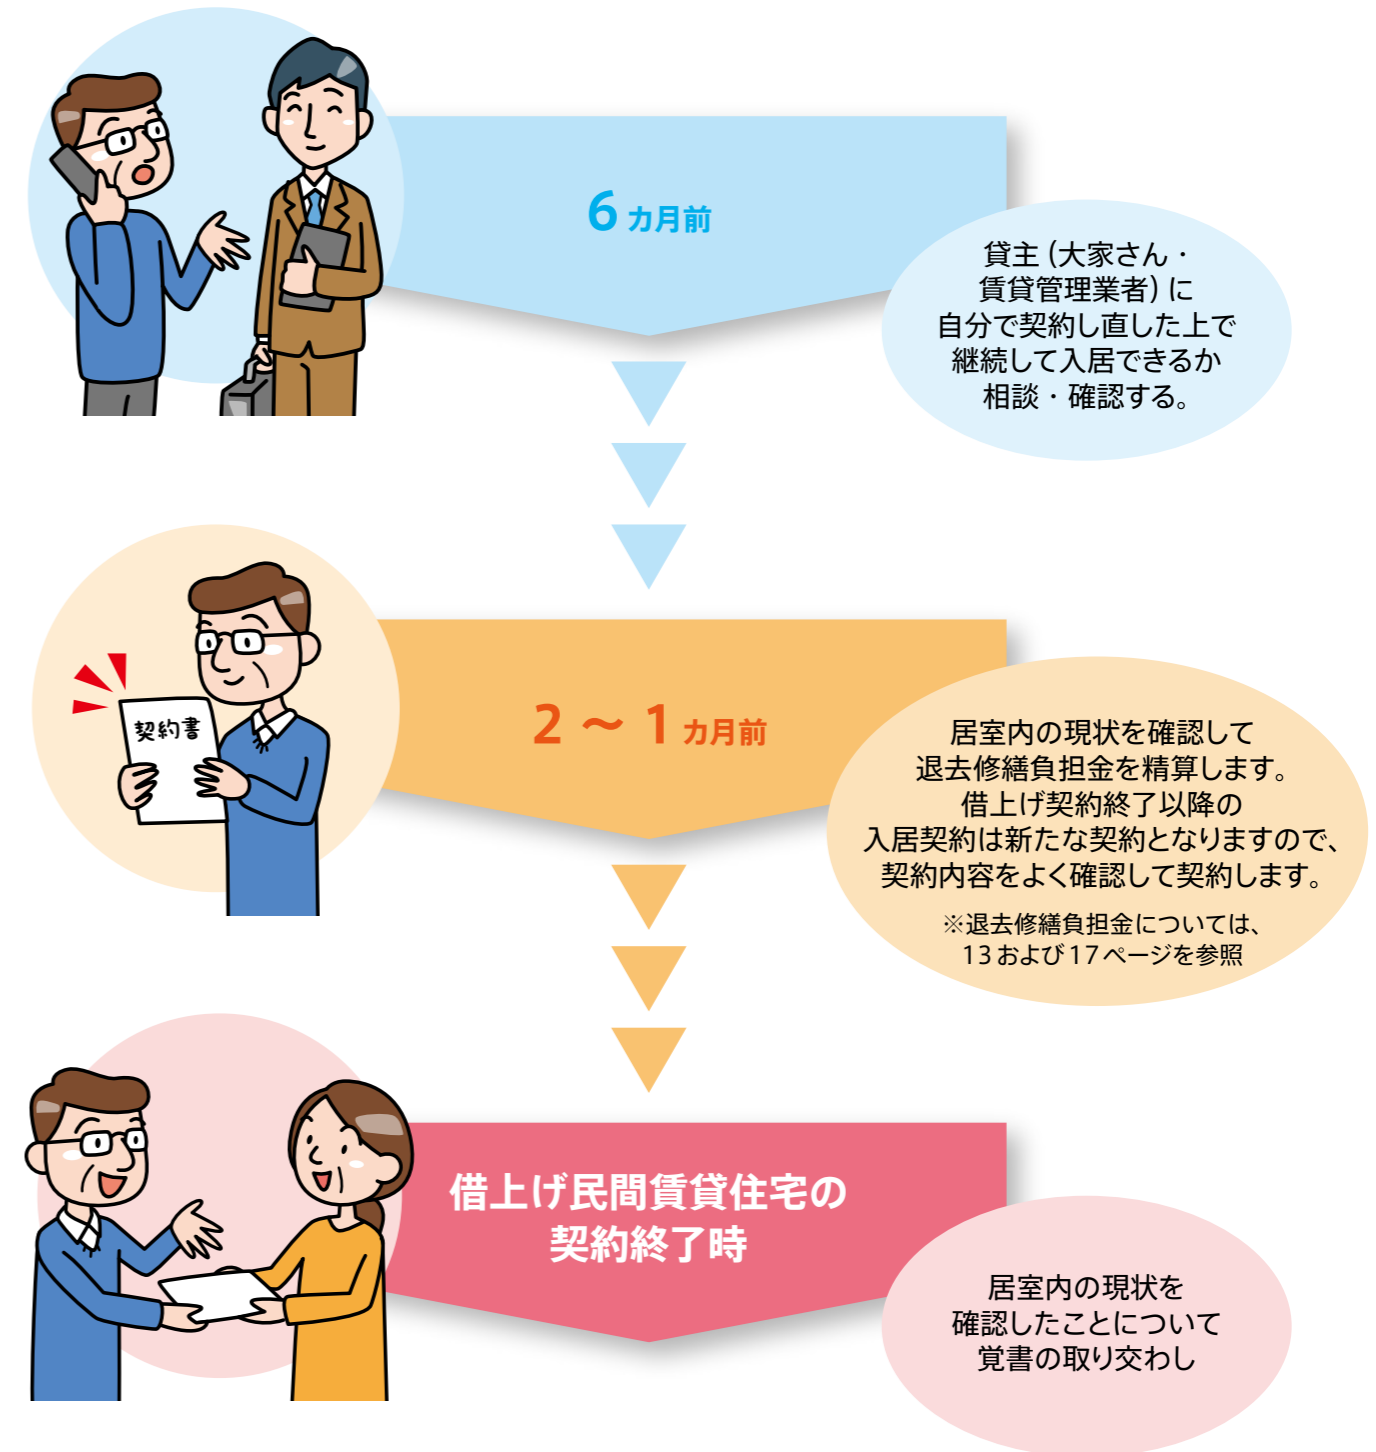 6 カ月前
貸主（大家さん・
賃貸管理業者）に
自分で契約し直した上で
継続して入居できるか
相談・確認する。
契約書
2 ～ 1 カ月前
居室内の現状を確認して
退去修繕負担金を精算します。
借上げ契約終了以降の
入居契約は新たな契約となりますので、
契約内容をよく確認して契約します。
※退去修繕負担金については、
13および17ページを参照
借上げ民間賃貸住宅の
契約終了時
居室内の現状を
確認したことについて
覚書の取り交わし